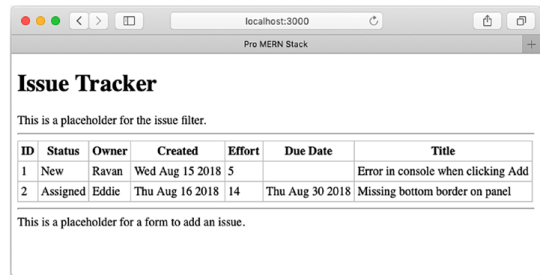 localhost:3000
Pro MERN Stack
Issue Tracker
This is a placeholder for the issue filter.
ID Status Owner Created Effort Due Date Title
1 New Ravan Wed Aug 15 2018 5 Error in console when clicking Add
2 Assigned Eddie Thu Aug 16 2018 14 Thu Aug 30 2018 Missing bottom border on panel
This is a placeholder for a form to add an issue.